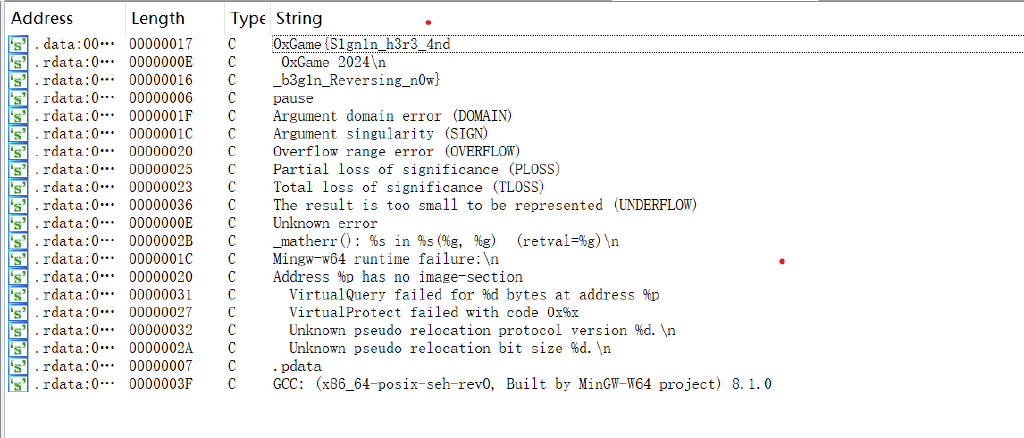 Address Length Type String
.data:00… 00000017 C 0xGame{S1gn1n_h3r3_4nd
.rdata:0… 0000000E C  0xGame 2024\n
.rdata:0… 00000016 C _b3g1n_Reversing_n0w}
.rdata:0… 00000006 C pause
.rdata:0… 0000001F C Argument domain error (DOMAIN)
.rdata:0… 0000001C C Argument singularity (SIGN)
.rdata:0… 00000020 C Overflow range error (OVERFLOW)
.rdata:0… 00000025 C Partial loss of significance (PLOSS)
.rdata:0… 00000023 C Total loss of significance (TLOSS)
.rdata:0… 00000036 C The result is too small to be represented (UNDERFLOW)
.rdata:0… 0000000E C Unknown error
.rdata:0… 0000002B C _matherr(): %s in %s(%g, %g)  (retval=%g)\n
.rdata:0… 0000001C C Mingw-w64 runtime failure:\n
.rdata:0… 00000020 C Address %p has no image-section
.rdata:0… 00000031 C   VirtualQuery failed for %d bytes at address %p
.rdata:0… 00000027 C   VirtualProtect failed with code 0x%x
.rdata:0… 00000032 C   Unknown pseudo relocation protocol version %d.\n
.rdata:0… 0000002A C   Unknown pseudo relocation bit size %d.\n
.rdata:0… 00000007 C .pdata
.rdata:0… 0000003F C GCC: (x86_64-posix-seh-rev0, Built by MinGW-W64 project) 8.1.0